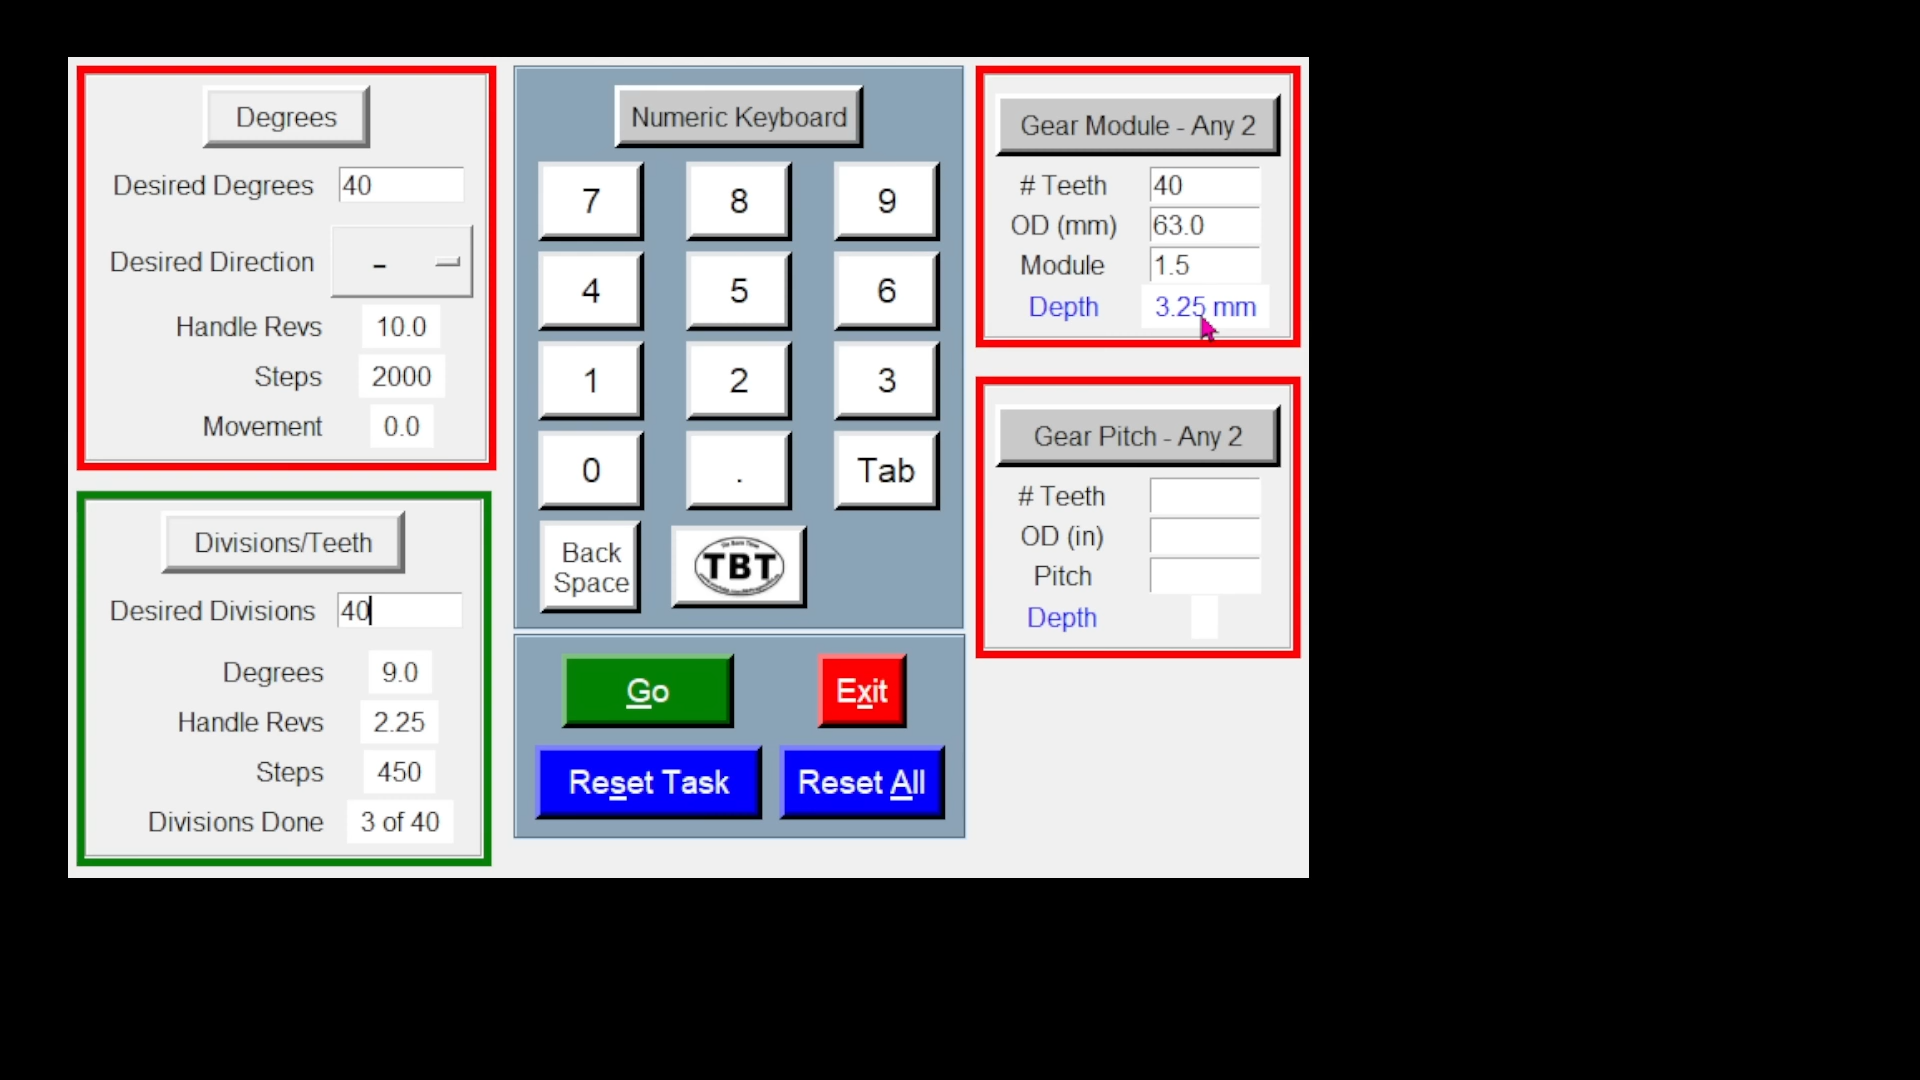 Degrees
Desired Degrees 40
Desired Direction -
Handle Revs 10.0
Steps 2000
Movement 0.0
Divisions/Teeth
Desired Divisions 40
Degrees 9.0
Handle Revs 2.25
Steps 450
Divisions Done 3 of 40
Numeric Keyboard
7 8 9
4 5 6
1 2 3
0 . Tab
Back
Space
TBT
Go Exit
Reset Task Reset All
Gear Module - Any 2
# Teeth 40
OD (mm) 63.0
Module 1.5
Depth 3.25 mm
Gear Pitch - Any 2
# Teeth
OD (in)
Pitch
Depth